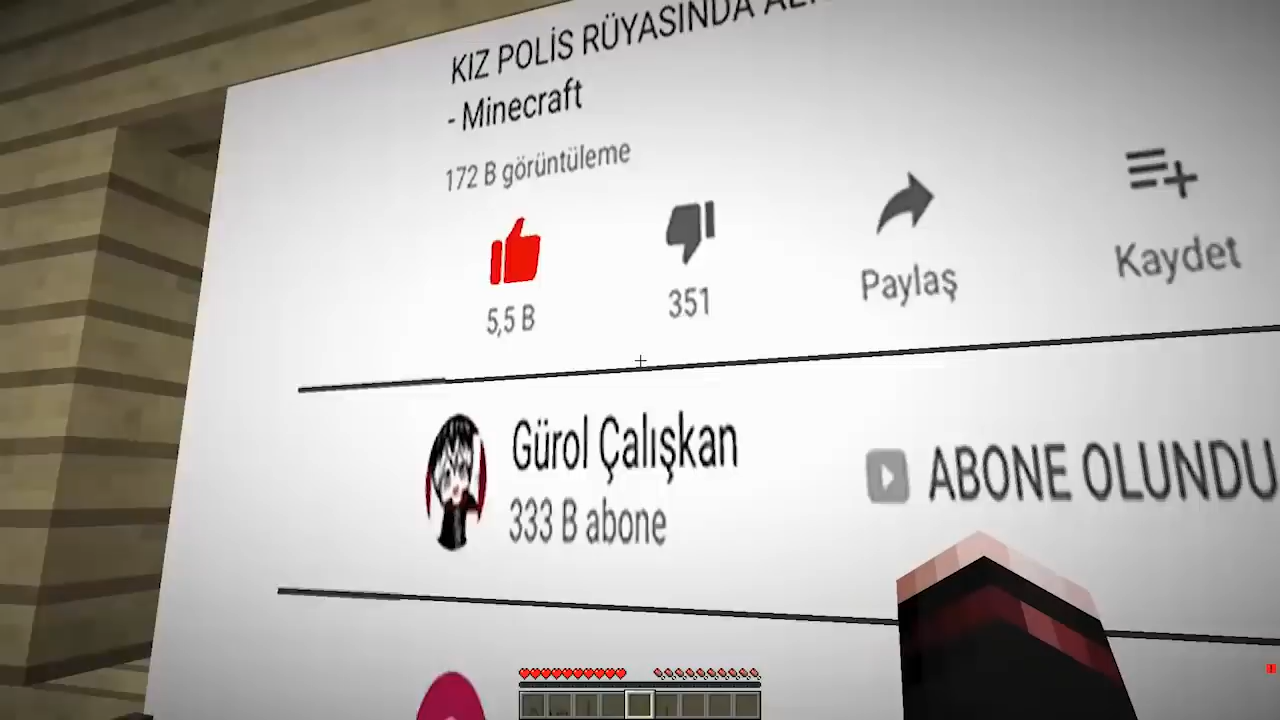 KIZ POLİS RÜYASINDA
- Minecraft
172 B görüntüleme
5,5 B
351
Paylaş
Kaydet
Gürol Çalışkan
333 B abone
ABONE OLUNDU